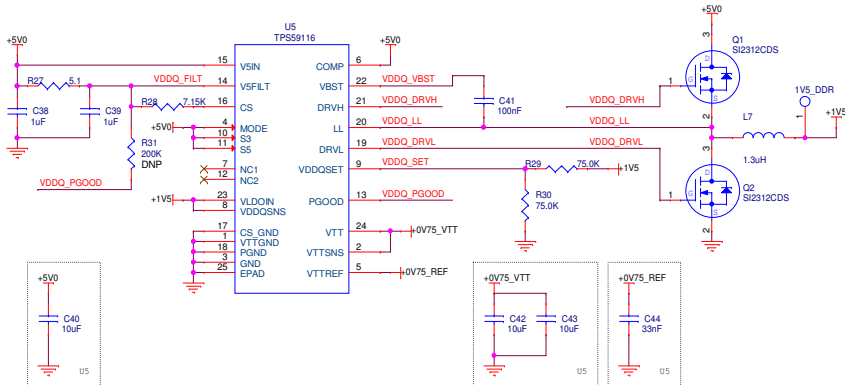 U5
TPS59116
+5V0
R27
5.1
VDDQ_FILT
C38
1uF
C39
1uF
R28
7.15K
+5V0
R31
200K
DNP
VDDQ_PGOOD
+1V5
15 V5IN
14 V5FILT
16 CS
4 MODE
10 S3
11 S5
7 NC1
12 NC2
23 VLDOIN
8 VDDQSNS
17 CS_GND
1 VTTGND
18 PGND
3 GND
25 EPAD
COMP 6
VBST 22
DRVH 21
LL 20
DRVL 19
VDDQSET 9
PGOOD 13
VTT 24
VTTSNS 2
VTTREF 5
+5V0
VDDQ_VBST
VDDQ_DRVH
VDDQ_LL
VDDQ_DRVL
VDDQ_SET
VDDQ_PGOOD
+0V75_VTT
+0V75_REF
C41
100nF
R29
75.0K
+1V5
R30
75.0K
VDDQ_DRVH
VDDQ_LL
VDDQ_DRVL
+5V0
3
Q1
SI2312CDS
D
1
G
S
2
L7
1.3uH
1V5_DDR
1
+1V5
3
Q2
SI2312CDS
D
1
G
S
2
+5V0
C40
10uF
U5
+0V75_VTT
C42
10uF
C43
10uF
U5
+0V75_REF
C44
33nF
U5